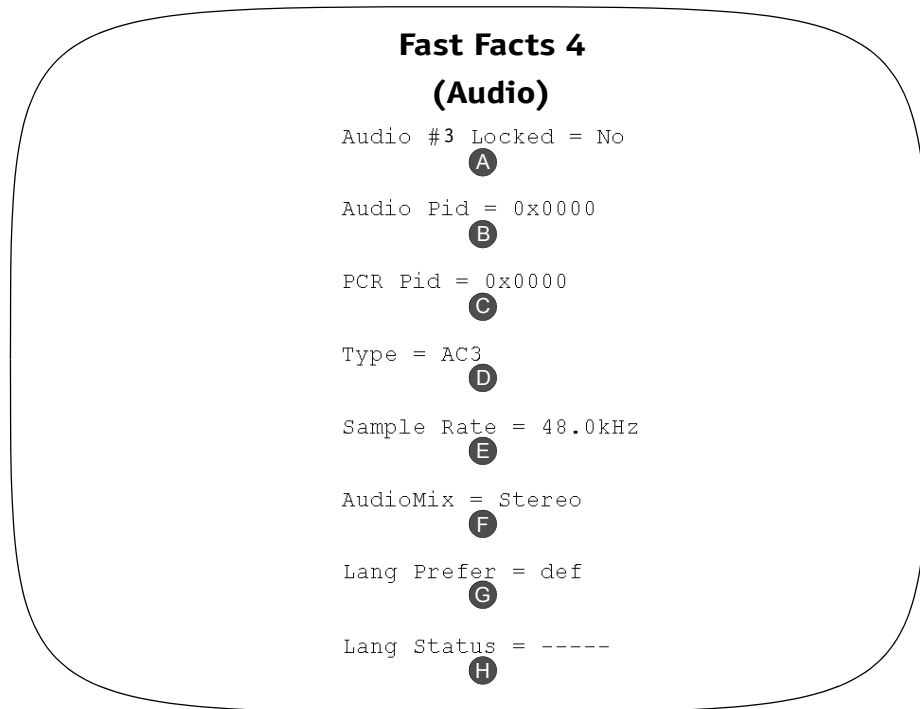 Fast Facts 4
(Audio)
Audio #3 Locked = No
A
Audio Pid = 0x0000
B
PCR Pid = 0x0000
C
Type = AC3
D
Sample Rate = 48.0kHz
E
AudioMix = Stereo
F
Lang Prefer = def
G
Lang Status = -----
H